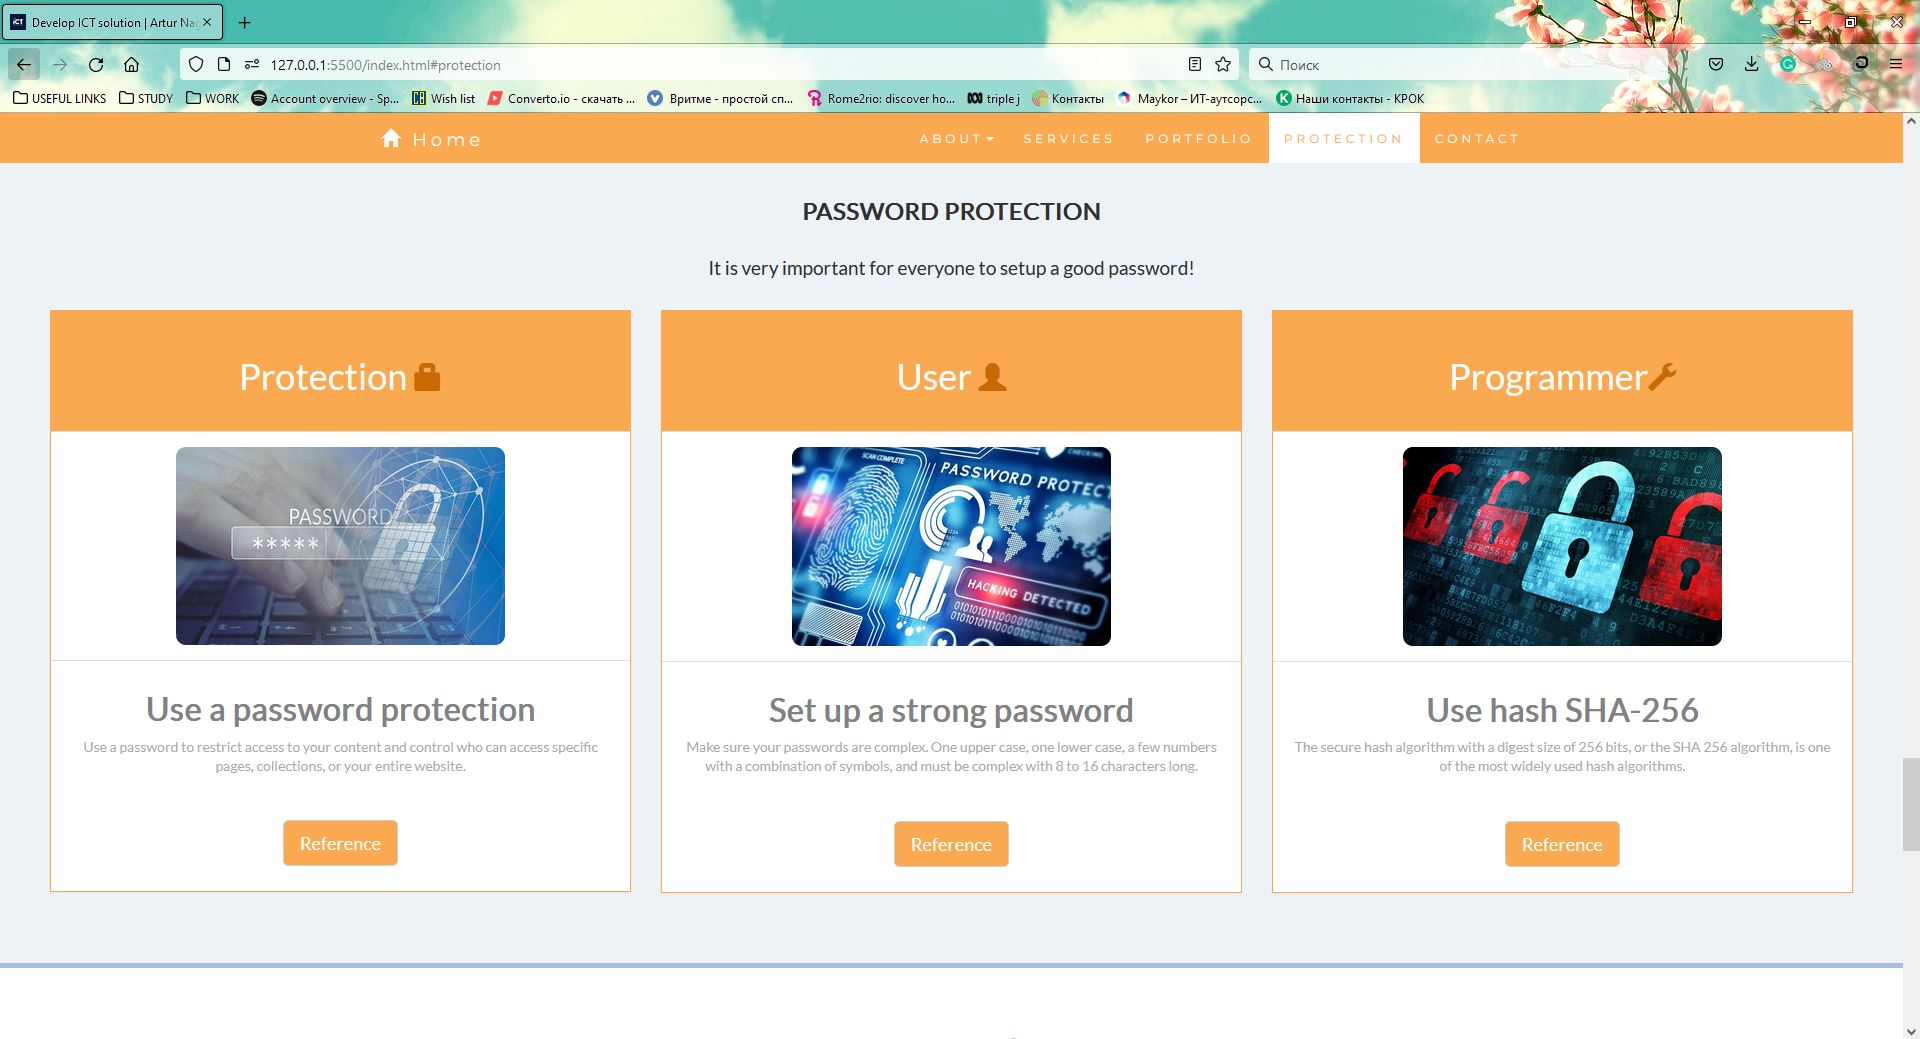 Develop ICT solution | Artur Nag
127.0.0.1:5500/index.html#protection
Поиск
USEFUL LINKS
STUDY
WORK
Account overview - Sp...
Wish list
Converto.io - скачать ...
Вритме - простой сп...
Rome2rio: discover ho...
triple j
Контакты
Maykor – ИТ-аутсорс...
Наши контакты - КРОК
Home
ABOUT
SERVICES
PORTFOLIO
PROTECTION
CONTACT
PASSWORD PROTECTION
It is very important for everyone to setup a good password!
Protection
PASSWORD
*****
Use a password protection
Use a password to restrict access to your content and control who can access specific
pages, collections, or your entire website.
Reference
User
SCAN COMPLETE
CHECKING
PASSWORD PROTECT
HACKING DETECTED
Set up a strong password
Make sure your passwords are complex. One upper case, one lower case, a few numbers
with a combination of symbols, and must be complex with 8 to 16 characters long.
Reference
Programmer
Use hash SHA-256
The secure hash algorithm with a digest size of 256 bits, or the SHA 256 algorithm, is one
of the most widely used hash algorithms.
Reference